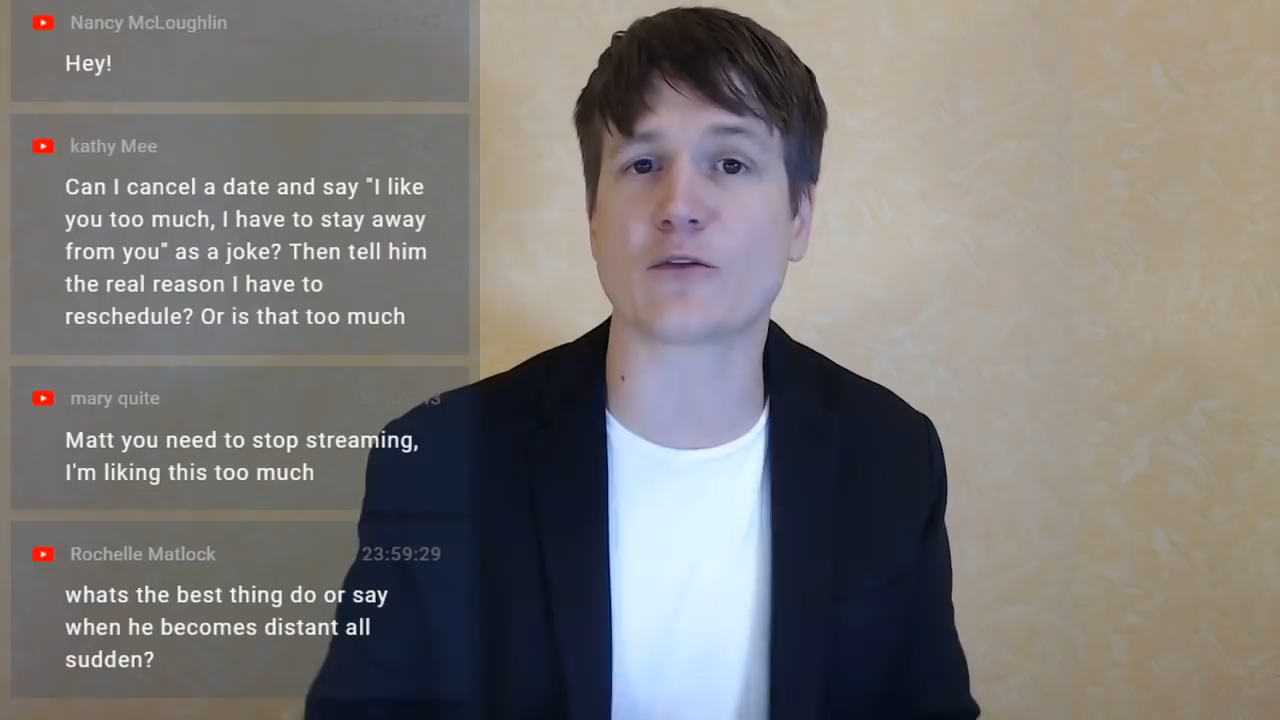 Nancy McLoughlin
Hey!
kathy Mee
Can I cancel a date and say "I like
you too much, I have to stay away
from you" as a joke? Then tell him
the real reason I have to
reschedule? Or is that too much
mary quite
Matt you need to stop streaming,
I'm liking this too much
Rochelle Matlock 23:59:29
whats the best thing do or say
when he becomes distant all
sudden?